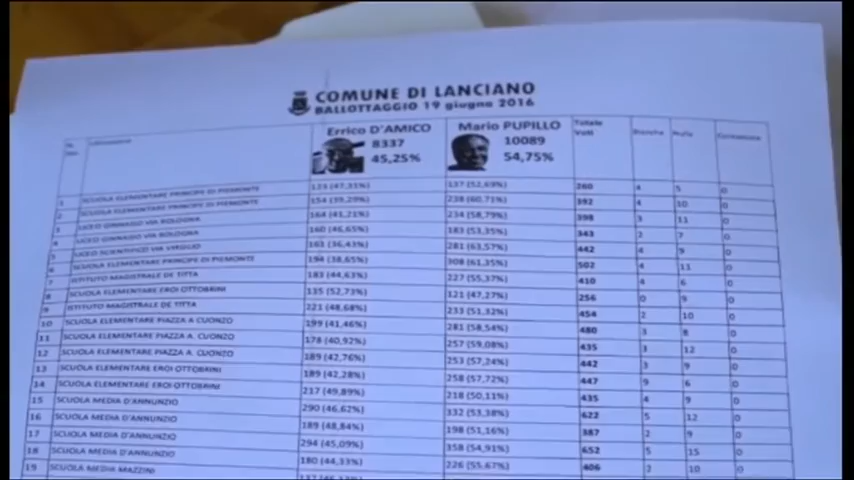 COMUNE DI LANCIANO
BALLOTTAGGIO 19 giugno 2016
Errico D'AMICO Mario PUPILLO Totale Voti Bianche Nulle
8337 10089
45,25% 54,75%
1 SCUOLA ELEMENTARE PRINCIPE DI PIEMONTE 123 (47,31%) 137 (52,69%) 260 4 5 0
2 SCUOLA ELEMENTARE PRINCIPE DI PIEMONTE 154 (39,29%) 238 (60,71%) 392 4 10 0
3 LICEO GINNASIO VIA BOLOGNA 164 (41,21%) 234 (58,79%) 398 3 11 0
4 LICEO GINNASIO VIA BOLOGNA 160 (46,65%) 183 (53,35%) 343 2 7 0
5 LICEO SCIENTIFICO VIA VIRGILIO 161 (36,43%) 281 (63,57%) 442 4 9 0
6 SCUOLA ELEMENTARE PRINCIPE DI PIEMONTE 194 (38,65%) 308 (61,35%) 502 4 11 0
7 ISTITUTO MAGISTRALE DE TITTA 183 (44,63%) 227 (55,37%) 410 4 6 0
8 SCUOLA ELEMENTARE EROI OTTOBRINI 135 (52,73%) 121 (47,27%) 256 0 9 0
9 ISTITUTO MAGISTRALE DE TITTA 221 (48,68%) 233 (51,32%) 454 2 10 0
10 SCUOLA ELEMENTARE PIAZZA A CUONZO 199 (41,46%) 281 (58,54%) 480 3 8 0
11 SCUOLA ELEMENTARE PIAZZA A. CUONZO 178 (40,92%) 257 (59,08%) 435 3 12 0
12 SCUOLA ELEMENTARE PIAZZA A. CUONZO 189 (42,76%) 253 (57,24%) 442 3 9 0
13 SCUOLA ELEMENTARE EROI OTTOBRINI 189 (42,28%) 258 (57,72%) 447 9 6 0
14 SCUOLA ELEMENTARE EROI OTTOBRINI 217 (49,89%) 218 (50,11%) 435 4 9 0
15 SCUOLA MEDIA D'ANNUNZIO 290 (46,62%) 332 (53,38%) 622 5 12 0
16 SCUOLA MEDIA D'ANNUNZIO 189 (48,84%) 198 (51,16%) 387 2 9 0
17 SCUOLA MEDIA D'ANNUNZIO 294 (45,09%) 358 (54,91%) 652 5 15 0
18 SCUOLA MEDIA D'ANNUNZIO 180 (44,33%) 226 (55,67%) 406 2 10 0
19 SCUOLA MEDIA MAZZINI